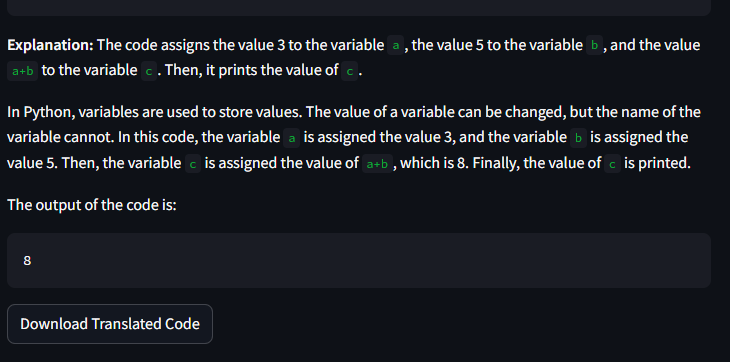 Explanation: The code assigns the value 3 to the variable a , the value 5 to the variable b , and the value
a+b to the variable c . Then, it prints the value of c .
In Python, variables are used to store values. The value of a variable can be changed, but the name of the
variable cannot. In this code, the variable a is assigned the value 3, and the variable b is assigned the
value 5. Then, the variable c is assigned the value of a+b , which is 8. Finally, the value of c is printed.
The output of the code is:
8
Download Translated Code